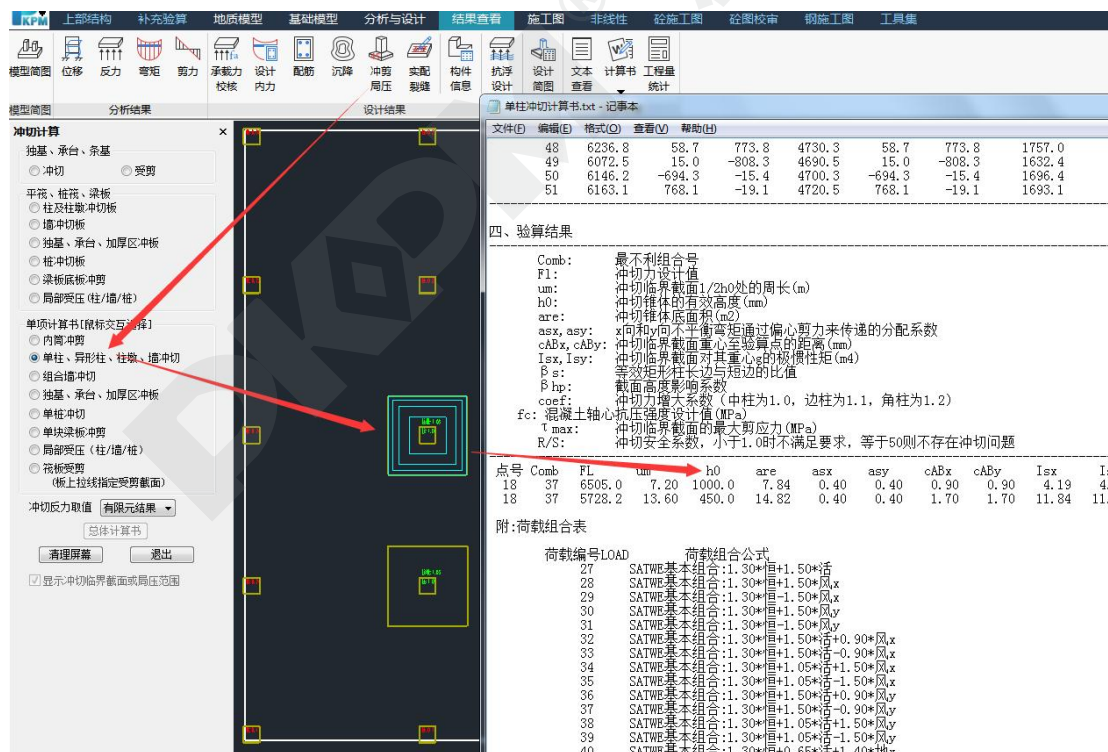 KPM 上部结构 补充验算 地质模型 基础模型 分析与设计 结果查看 施工图 非线性 砼施工图 砼图校审 钢施工图 工具集
模型简图 位移 反力 弯矩 剪力 承载力校核 设计内力 配筋 沉降 冲剪局压 实配裂缝 构件信息 抗浮设计 设计简图 文本查看 计算书 工程量统计
模型简图 分析结果 设计结果
冲切计算 ×
独基、承台、条基
冲切 受剪
平筏、桩筏、梁板
柱及柱墩冲切板
墙冲切板
独基、承台、加厚区冲板
桩冲切板
梁板底板冲剪
局部受压(柱/墙/桩)
单项计算书[鼠标交互选择]
内筒冲剪
单柱、异形柱、柱墩、墙冲切
组合墙冲切
独基、承台、加厚区冲板
单桩冲切
单块梁板冲剪
局部受压(柱/墙/桩)
筏板受剪
(板上拉线指定受剪截面)
冲切反力取值 有限元结果
总体计算书
清理屏幕 退出
显示冲切临界截面或局压范围
单柱冲切计算书.txt - 记事本
文件(F) 编辑(E) 格式(O) 查看(V) 帮助(H)
48 6236.8 58.7 773.8 4730.3 58.7 773.8 1757.0
49 6072.5 15.0 -808.3 4690.5 15.0 -808.3 1632.4
50 6146.2 -694.3 -15.4 4700.3 -694.3 -15.4 1696.4
51 6163.1 768.1 -19.1 4720.5 768.1 -19.1 1693.1
四、验算结果
Comb: 最不利组合号
Fl: 冲切力设计值
um: 冲切临界截面1/2h0处的周长(m)
h0: 冲切锥体的有效高度(mm)
are: 冲切锥体底面积(m2)
asx,asy: x向和y向不平衡弯矩通过偏心剪力来传递的分配系数
cABx,cABy: 冲切临界截面重心至验算点的距离(mm)
Isx,Isy: 冲切临界截面对其重心g的极惯性矩(m4)
βs: 等效矩形柱长边与短边的比值
βhp: 截面高度影响系数
coef: 冲切力增大系数（中柱为1.0，边柱为1.1，角柱为1.2）
fc: 混凝土轴心抗压强度设计值(MPa)
τmax: 冲切临界截面的最大剪应力(MPa)
R/S: 冲切安全系数，小于1.0时不满足要求，等于50则不存在冲切问题
点号 Comb FL um h0 are asx asy cABx cABy Isx
18 37 6505.0 7.20 1000.0 7.84 0.40 0.40 0.90 0.90 4.19
18 37 5728.2 13.60 450.0 14.82 0.40 0.40 1.70 1.70 11.84
附:荷载组合表
荷载编号LOAD 荷载组合公式
27 SATWE基本组合:1.30*恒+1.50*活
28 SATWE基本组合:1.30*恒+1.50*风x
29 SATWE基本组合:1.30*恒-1.50*风x
30 SATWE基本组合:1.30*恒+1.50*风y
31 SATWE基本组合:1.30*恒-1.50*风y
32 SATWE基本组合:1.30*恒+1.50*活+0.90*风x
33 SATWE基本组合:1.30*恒+1.50*活-0.90*风x
34 SATWE基本组合:1.30*恒+1.05*活+1.50*风x
35 SATWE基本组合:1.30*恒+1.05*活-1.50*风x
36 SATWE基本组合:1.30*恒+1.50*活+0.90*风y
37 SATWE基本组合:1.30*恒+1.50*活-0.90*风y
38 SATWE基本组合:1.30*恒+1.05*活+1.50*风y
39 SATWE基本组合:1.30*恒+1.05*活-1.50*风y
40 SATWE基本组合:1.30*恒+0.65*活+1.40*地x